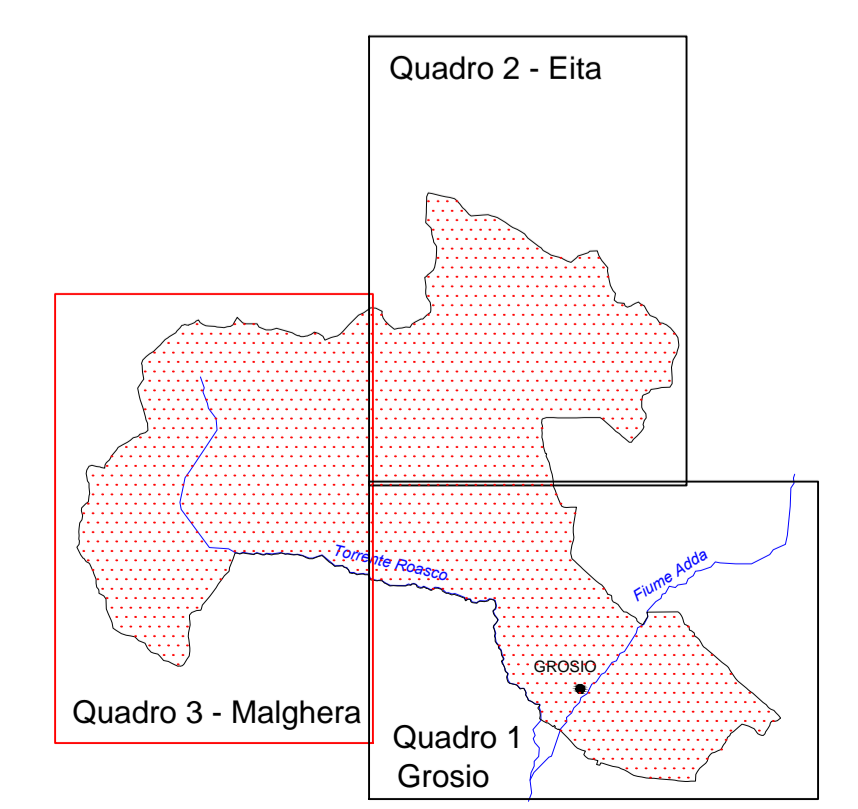 Quadro 2 - Eita
Torrente Roasco
Fiume Adda
GROSIO
Quadro 3 - Malghera
Quadro 1
Grosio